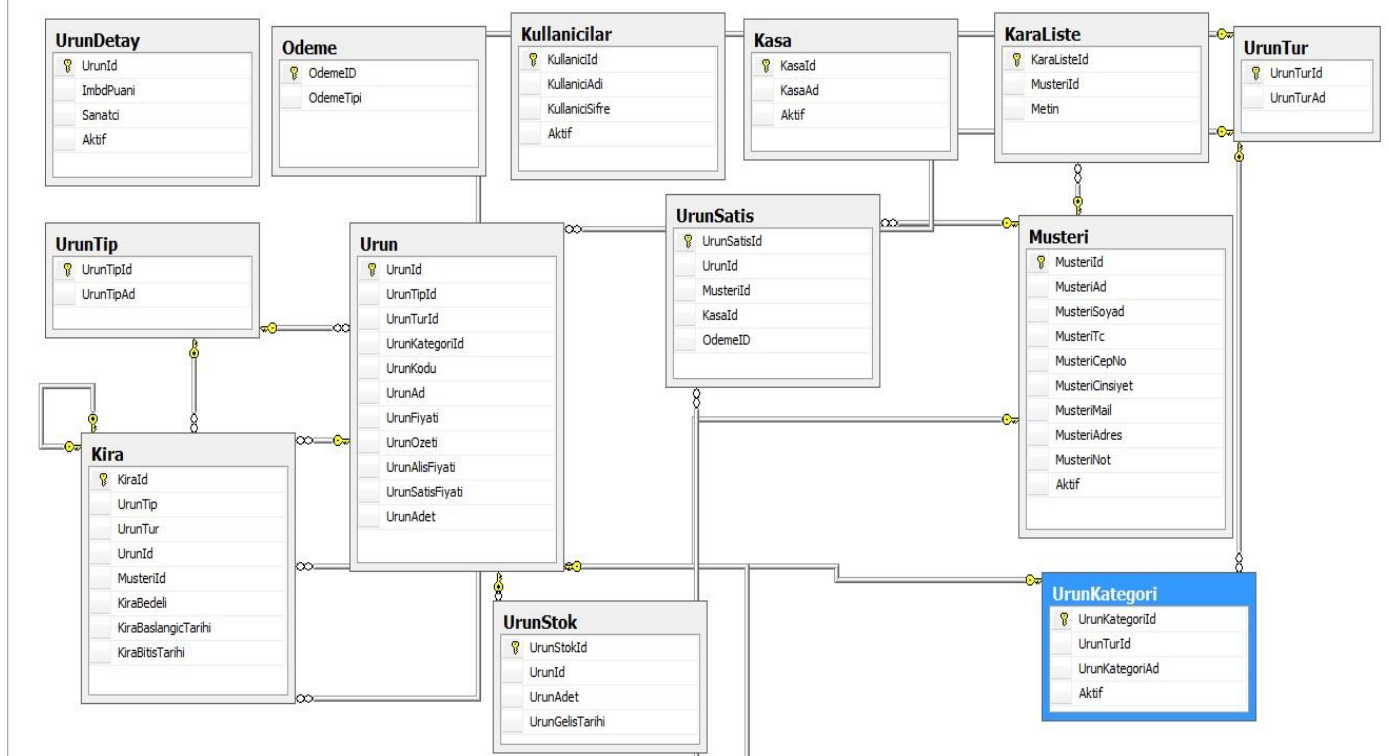 UrunDetay
UrunId
ImbdPuani
Sanatci
Aktif
Odeme
OdemeID
OdemeTipi
Kullanicilar
KullaniciId
KullaniciAdi
KullaniciSifre
Aktif
Kasa
KasaId
KasaAd
Aktif
KaraListe
KaraListeId
MusteriId
Metin
UrunTur
UrunTurId
UrunTurAd
UrunTip
UrunTipId
UrunTipAd
Urun
UrunId
UrunTipId
UrunTurId
UrunKategoriId
UrunKodu
UrunAd
UrunFiyati
UrunOzeti
UrunAlisFiyati
UrunSatisFiyati
UrunAdet
UrunSatis
UrunSatisId
UrunId
MusteriId
KasaId
OdemeID
Musteri
MusteriId
MusteriAd
MusteriSoyad
MusteriTc
MusteriCepNo
MusteriCinsiyet
MusteriMail
MusteriAdres
MusteriNot
Aktif
Kira
KiraId
UrunTip
UrunTur
UrunId
MusteriId
KiraBedeli
KiraBaslangicTarihi
KiraBitisTarihi
UrunStok
UrunStokId
UrunId
UrunAdet
UrunGelisTarihi
UrunKategori
UrunKategoriId
UrunTurId
UrunKategoriAd
Aktif